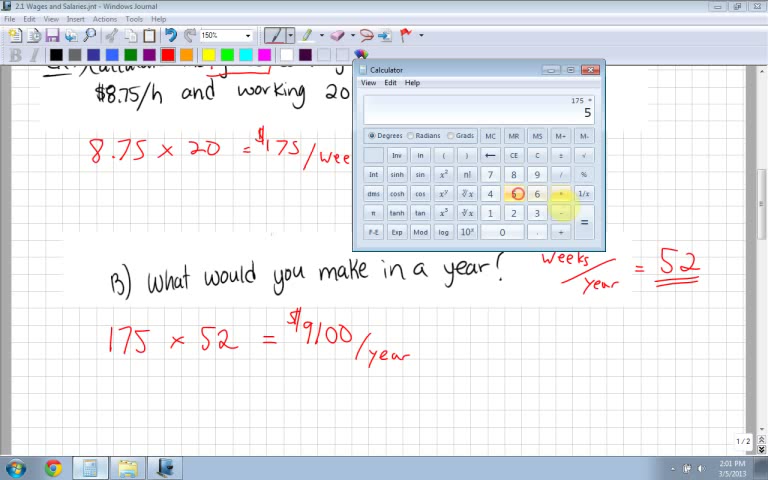 2.1 Wages and Salaries.jnt - Windows Journal
File Edit View Insert Actions Tools Help
150%
B I
$8.75/h and working 20
8.75 × 20 = $175/wee
Calculator
View Edit Help
175 *
5
Degrees Radians Grads MC MR MS M+ M-
Inv ln ( ) ← CE C ± √
Int sinh sin x² n! 7 8 9 / %
dms cosh cos xʸ ʸ√x 4 5 6 * 1/x
π tanh tan x³ ³√x 1 2 3 - =
F-E Exp Mod log 10ˣ 0 . +
weeks/year = 52
B) What would you make in a year?
175 × 52 = $9100/year
1 / 2
2:01 PM
3/5/2013